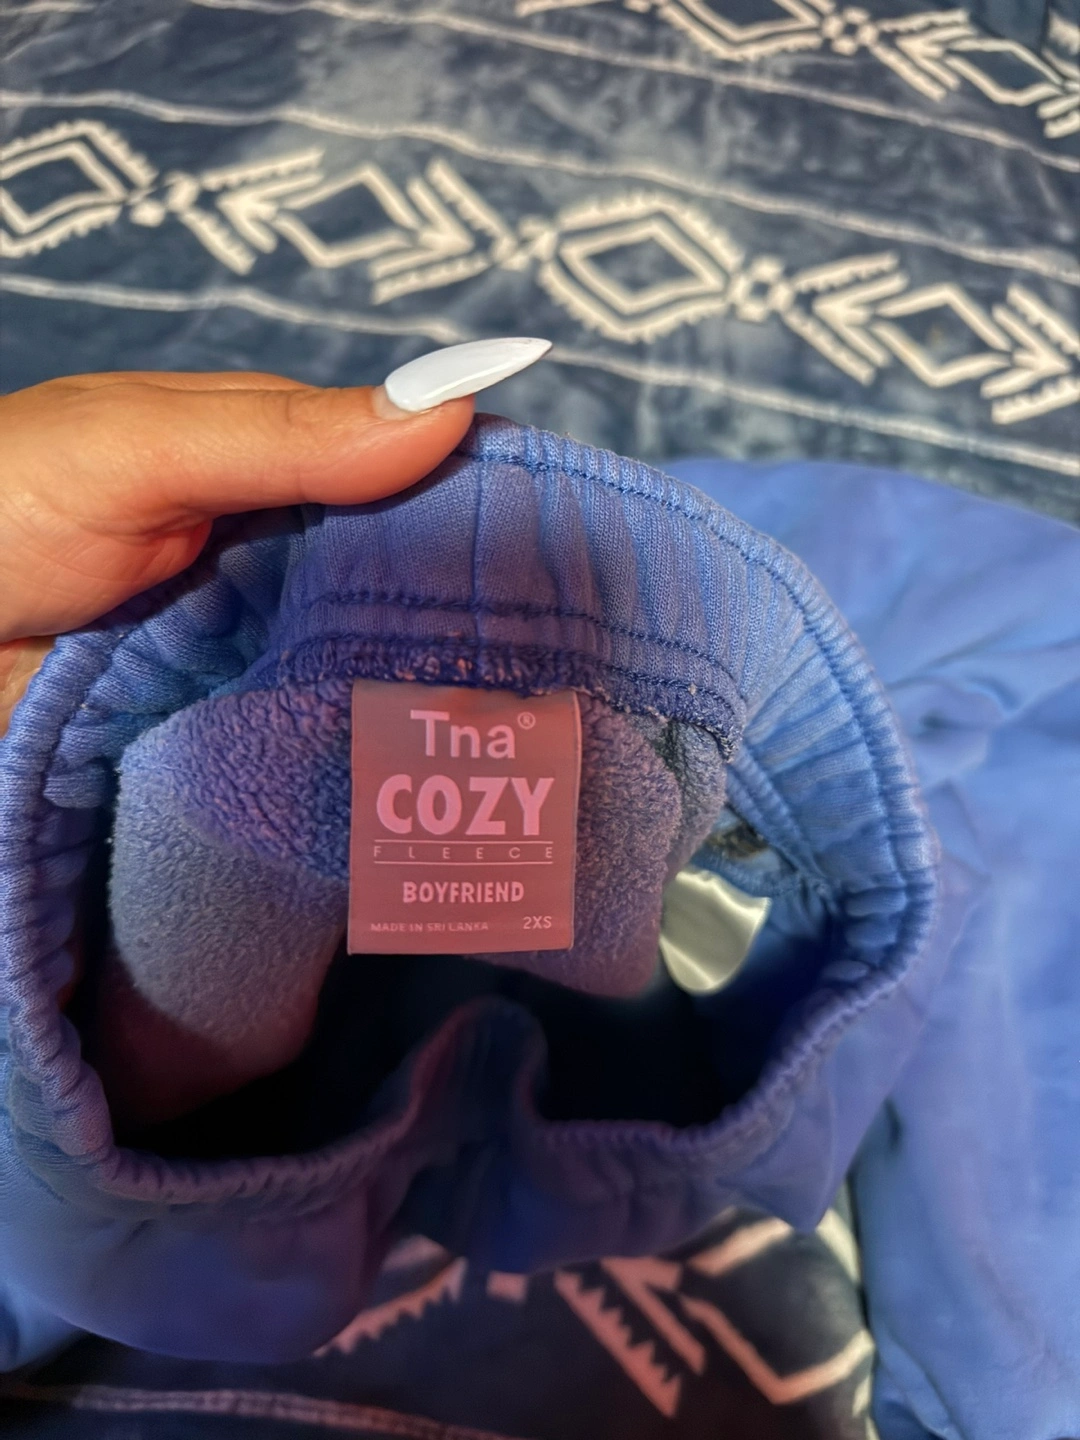 Tna®
COZY
FLEECE
BOYFRIEND
MADE IN SRI LANKA 2XS